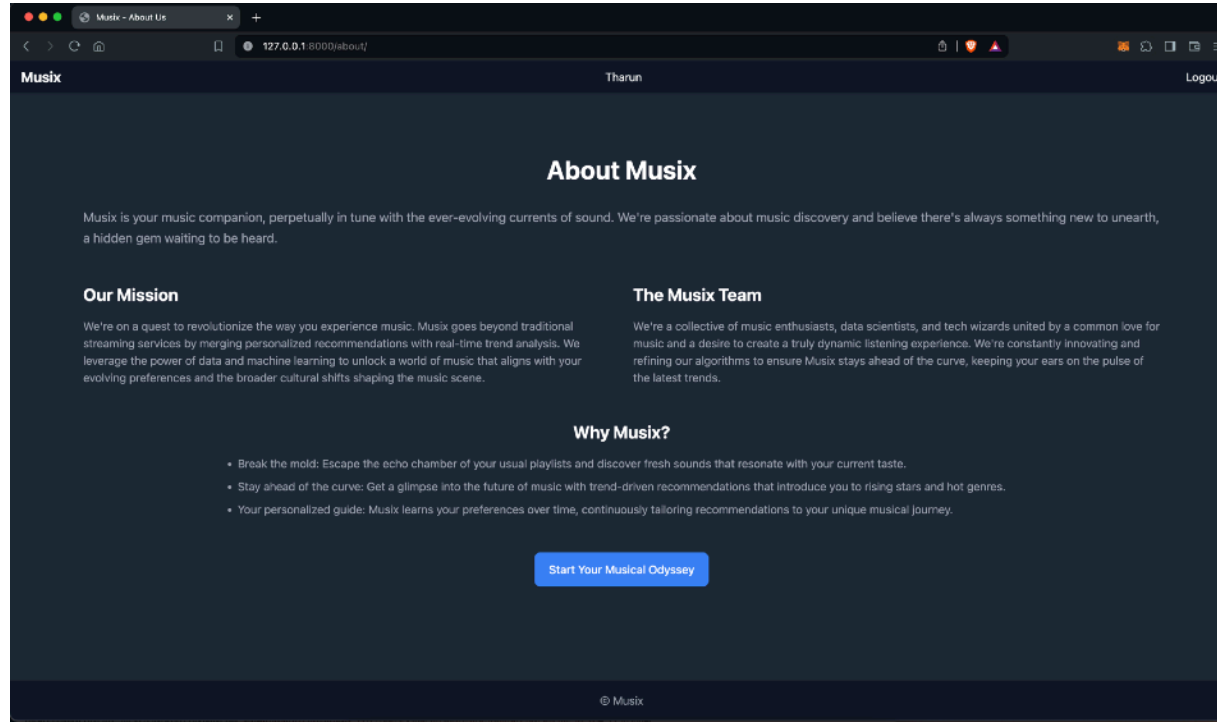 Musix - About Us
127.0.0.1:8000/about/
Musix
Tharun
Logou
About Musix
Musix is your music companion, perpetually in tune with the ever-evolving currents of sound. We're passionate about music discovery and believe there's always something new to unearth,
a hidden gem waiting to be heard.
Our Mission
We're on a quest to revolutionize the way you experience music. Musix goes beyond traditional
streaming services by merging personalized recommendations with real-time trend analysis. We
leverage the power of data and machine learning to unlock a world of music that aligns with your
evolving preferences and the broader cultural shifts shaping the music scene.
The Musix Team
We're a collective of music enthusiasts, data scientists, and tech wizards united by a common love for
music and a desire to create a truly dynamic listening experience. We're constantly innovating and
refining our algorithms to ensure Musix stays ahead of the curve, keeping your ears on the pulse of
the latest trends.
Why Musix?
• Break the mold: Escape the echo chamber of your usual playlists and discover fresh sounds that resonate with your current taste.
• Stay ahead of the curve: Get a glimpse into the future of music with trend-driven recommendations that introduce you to rising stars and hot genres.
• Your personalized guide: Musix learns your preferences over time, continuously tailoring recommendations to your unique musical journey.
Start Your Musical Odyssey
© Musix